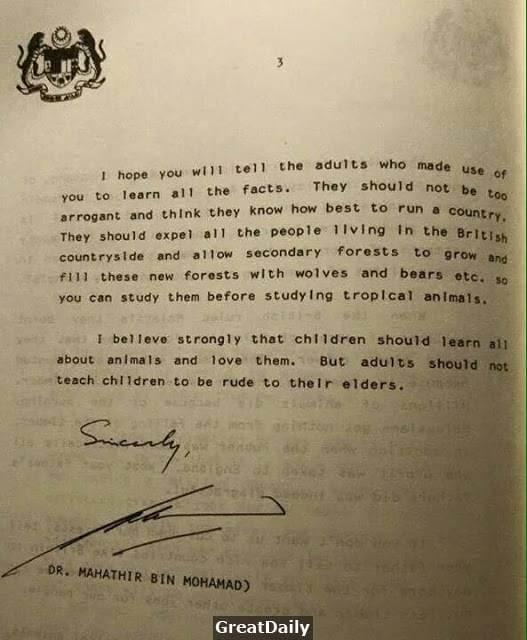 3
I hope you will tell the adults who made use of
you to learn all the facts. They should not be too
arrogant and think they know how best to run a country.
They should expel all the people living in the British
countryside and allow secondary forests to grow and
fill these new forests with wolves and bears etc. so
you can study them before studying tropical animals.
I believe strongly that children should learn all
about animals and love them. But adults should not
teach children to be rude to their elders.
Sincerely,
DR. MAHATHIR BIN MOHAMAD)
GreatDaily